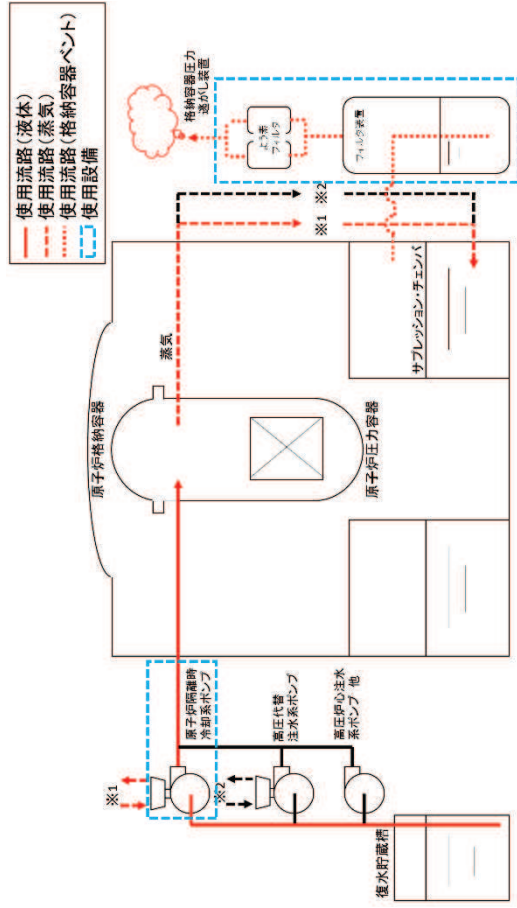 使用流路(液体)
使用流路(蒸気)
使用流路(格納容器ベント)
使用設備
格納容器圧力
逃がし装置
よう素
フィルタ
フィルタ装置
※2
※1
蒸気
原子炉格納容器
原子炉圧力容器
サプレッション・チェンバ
※1
原子炉隔離時
冷却系ポンプ
※2
高圧代替
注水系ポンプ
高圧炉心注水
系ポンプ 他
復水貯蔵槽